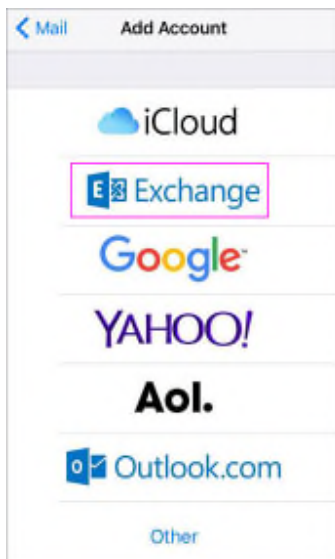 Mail Add Account
iCloud
Exchange
Google
YAHOO!
Aol.
Outlook.com
Other